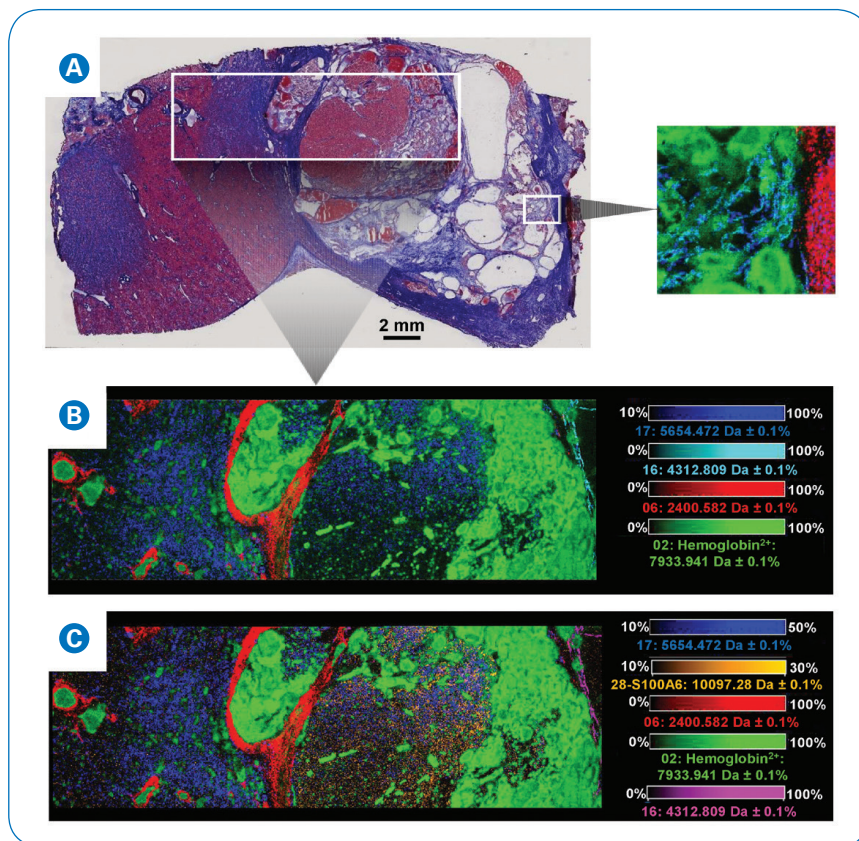 A
2 mm
B
10% 100%
17: 5654.472 Da ± 0.1%
0% 100%
16: 4312.809 Da ± 0.1%
0% 100%
06: 2400.582 Da ± 0.1%
0% 100%
02: Hemoglobin²⁺:
7933.941 Da ± 0.1%
C
10% 50%
17: 5654.472 Da ± 0.1%
10% 30%
28-S100A6: 10097.28 Da ± 0.1%
0% 100%
06: 2400.582 Da ± 0.1%
0% 100%
02: Hemoglobin²⁺:
7933.941 Da ± 0.1%
0% 100%
16: 4312.809 Da ± 0.1%